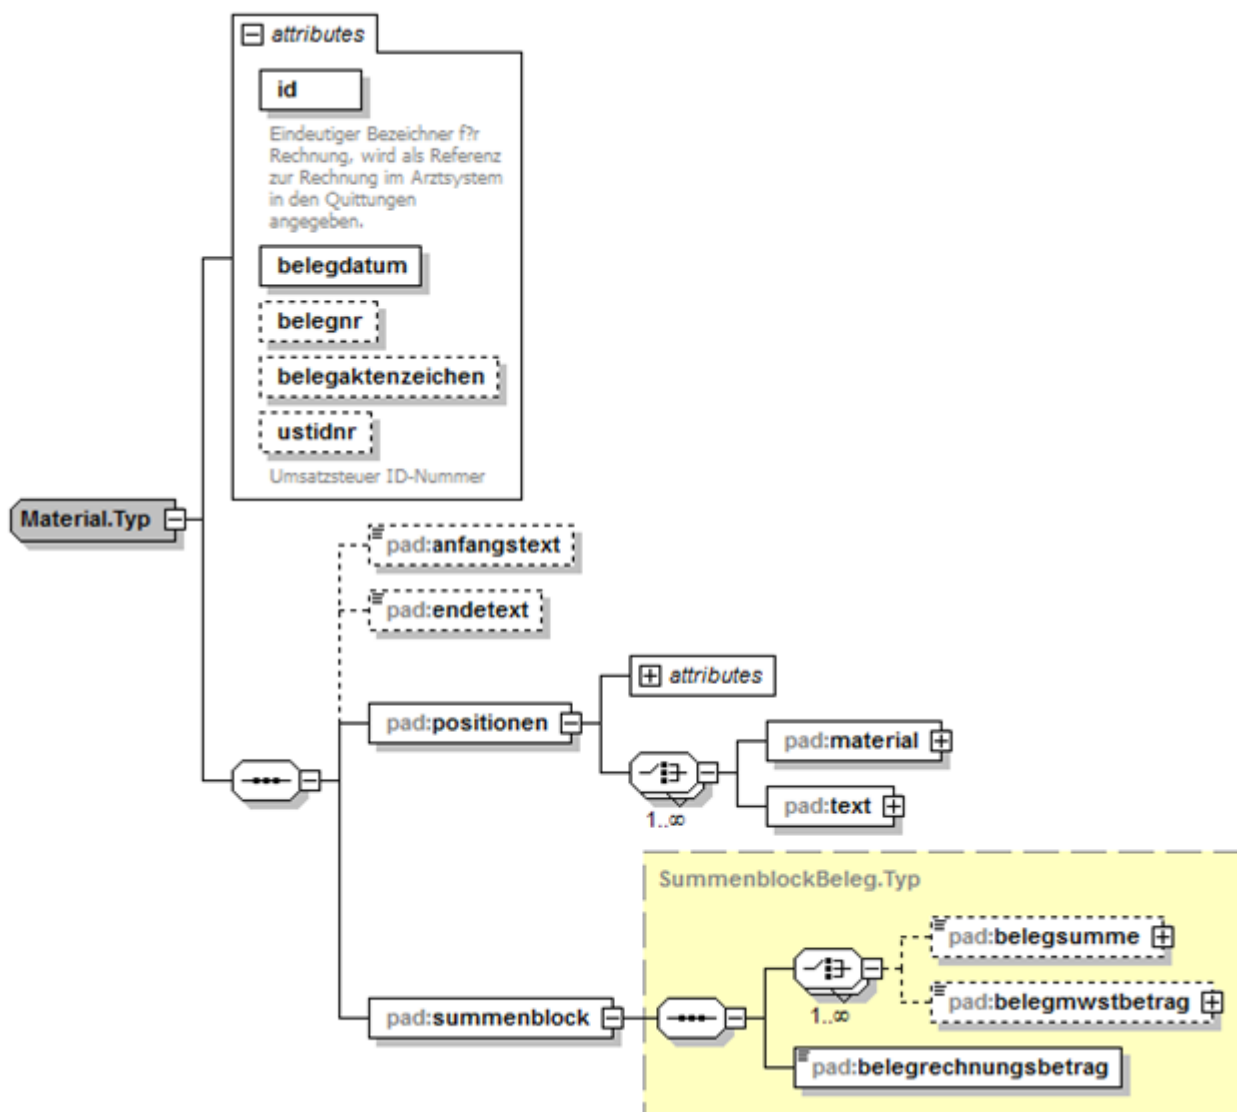 attributes
id
Eindeutiger Bezeichner f?r
Rechnung, wird als Referenz
zur Rechnung im Arztsystem
in den Quittungen
angegeben.
belegdatum
belegnr
belegaktenzeichen
ustidnr
Umsatzsteuer ID-Nummer
Material.Typ
pad:anfangstext
pad:endetext
attributes
pad:positionen
pad:material
pad:text
1..∞
SummenblockBeleg.Typ
pad:belegsumme
pad:belegmwstbetrag
1..∞
pad:summenblock
pad:belegrechnungsbetrag